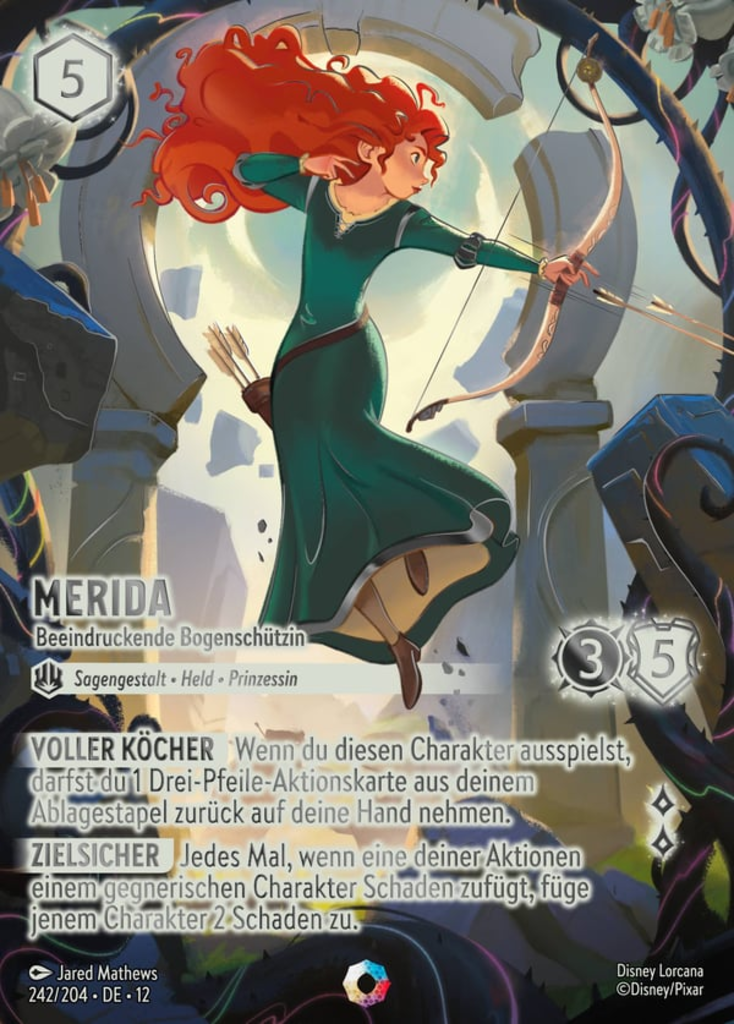 5
MERIDA
Beeindruckende Bogenschützin
3 5
Sagengestalt • Held • Prinzessin
VOLLER KÖCHER Wenn du diesen Charakter ausspielst,
darfst du 1 Drei-Pfeile-Aktionskarte aus deinem
Ablagestapel zurück auf deine Hand nehmen.
ZIELSICHER Jedes Mal, wenn eine deiner Aktionen
einem gegnerischen Charakter Schaden zufügt, füge
jenem Charakter 2 Schaden zu.
Jared Mathews
242/204 • DE • 12
Disney Lorcana
©Disney/Pixar